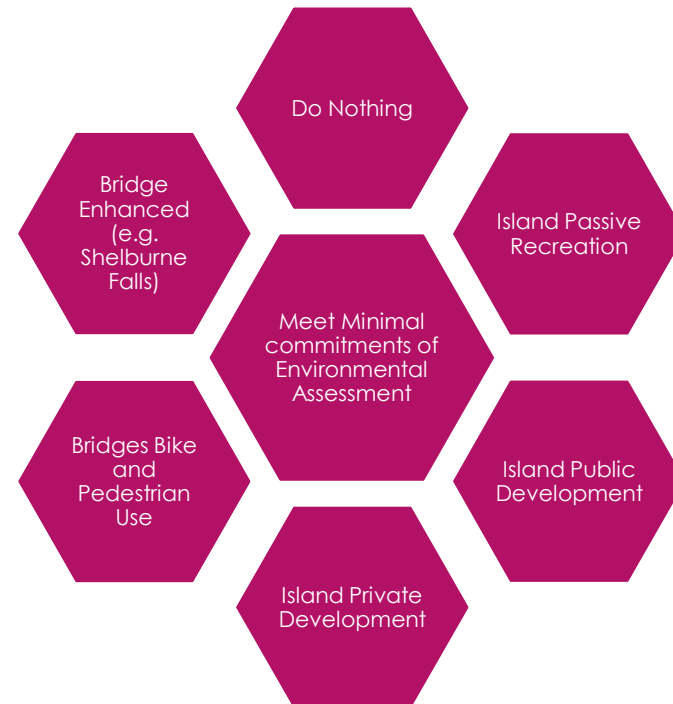 Do Nothing
Bridge
Enhanced
(e.g.
Shelburne
Falls)
Island Passive
Recreation
Meet Minimal
commitments of
Environmental
Assessment
Bridges Bike
and
Pedestrian
Use
Island Public
Development
Island Private
Development